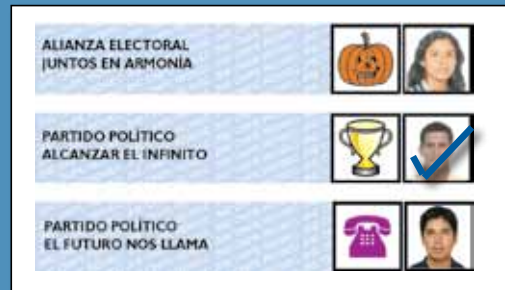 ALIANZA ELECTORAL
JUNTOS EN ARMONÍA
PARTIDO POLÍTICO
ALCANZAR EL INFINITO
PARTIDO POLÍTICO
EL FUTURO NOS LLAMA